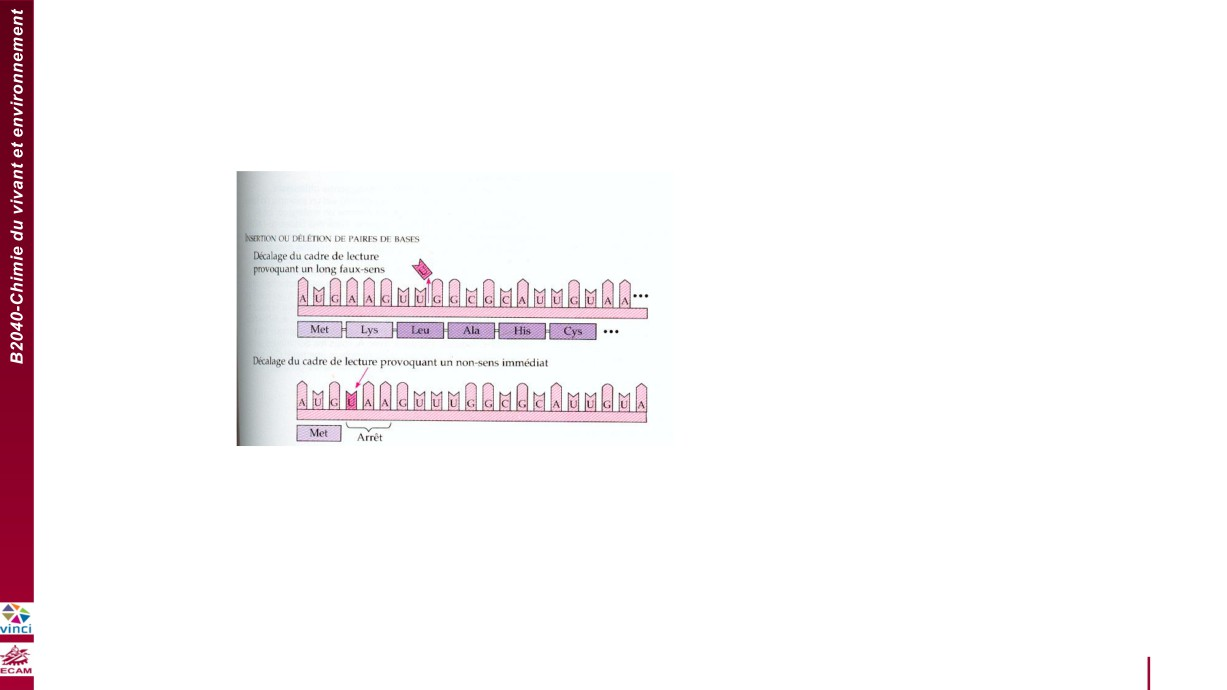 B2040-Chimie du vivant et environnement
INSERTION OU DÉLÉTION DE PAIRES DE BASES
Décalage du cadre de lecture
provoquant un long faux-sens
U
A U G A A G U U G G C G C A U U G U A A •••
Met Lys Leu Ala His Cys •••
Décalage du cadre de lecture provoquant un non-sens immédiat
A U G U A A G U U U G G C G C A U U G U A
Met Arrêt
vinci
ECAM